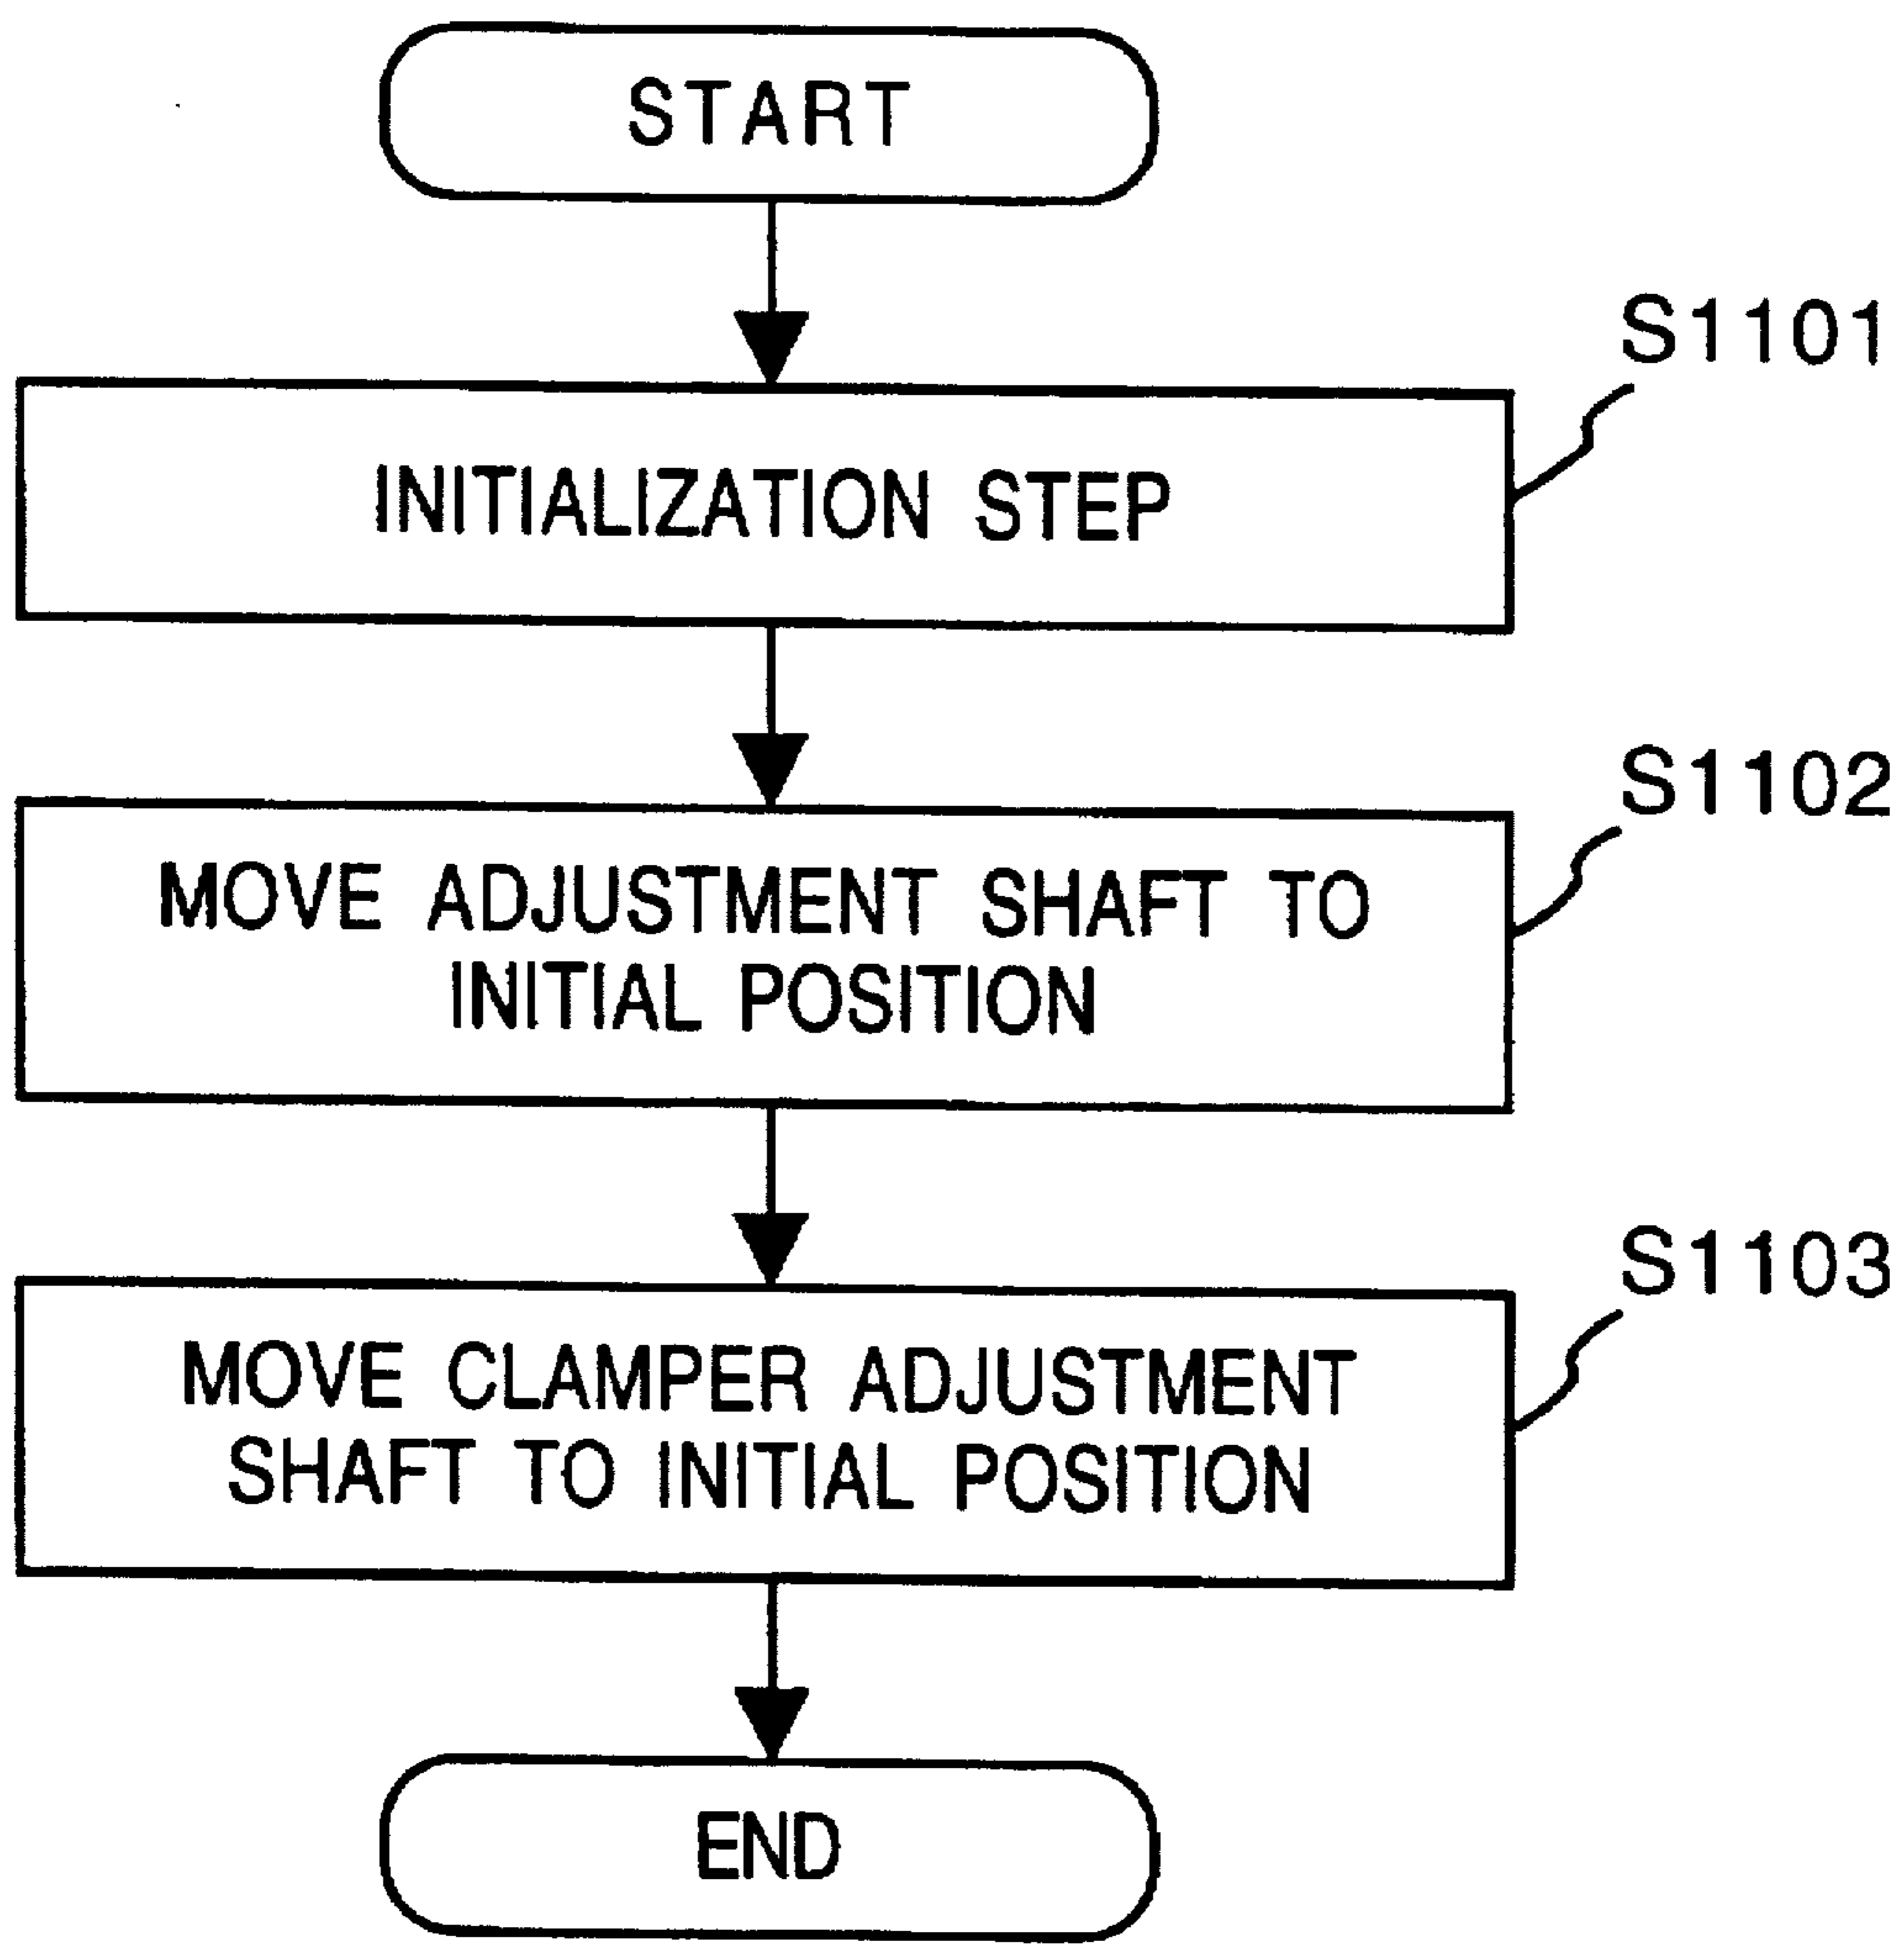 START
S1101
INITIALIZATION STEP
S1102
MOVE ADJUSTMENT SHAFT TO
INITIAL POSITION
S1103
MOVE CLAMPER ADJUSTMENT
SHAFT TO INITIAL POSITION
END